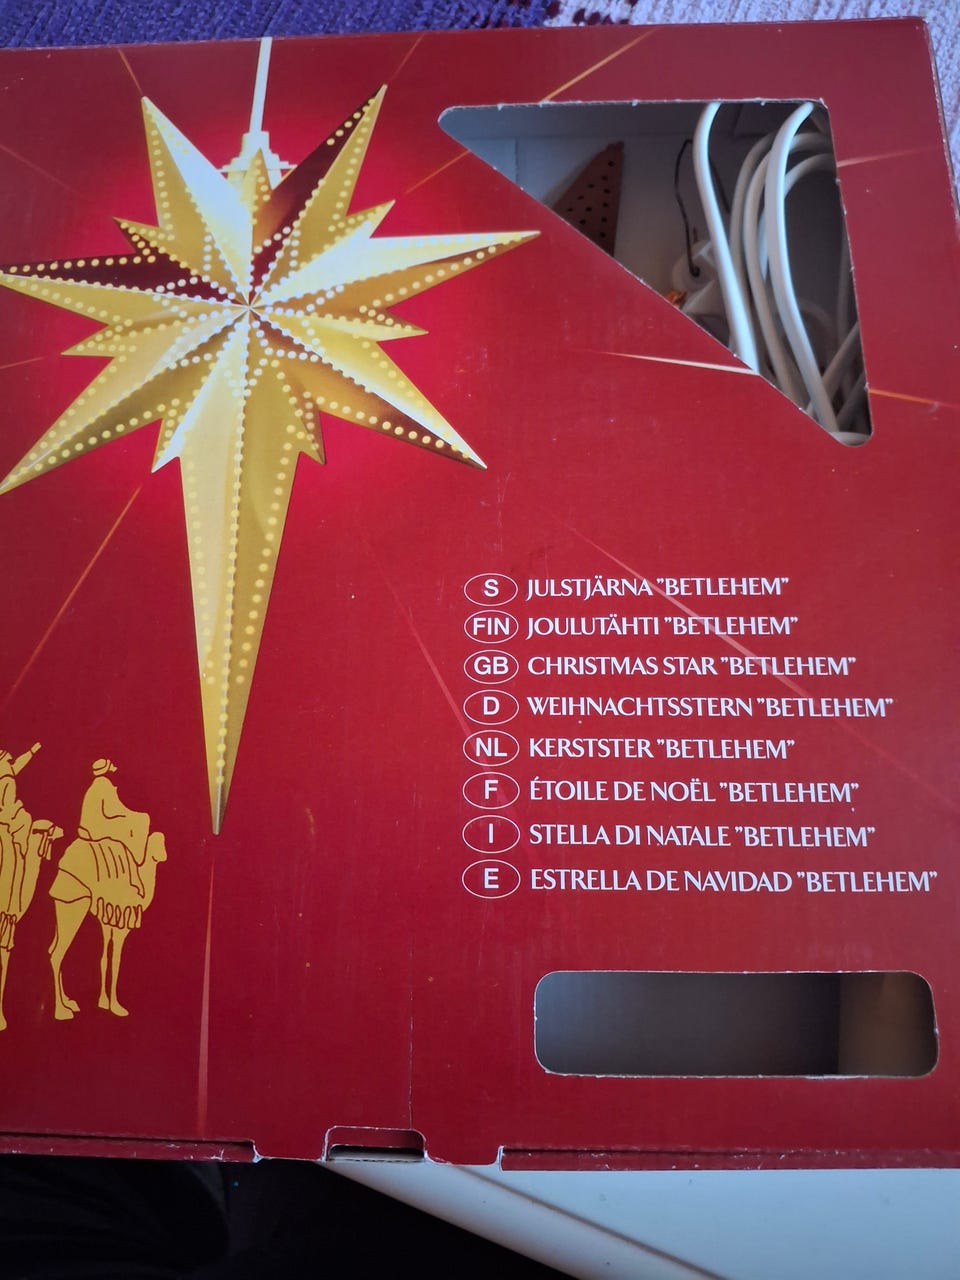 S JULSTJÄRNA "BETLEHEM"
FIN JOULUTÄHTI "BETLEHEM"
GB CHRISTMAS STAR "BETLEHEM"
D WEIHNACHTSSTERN "BETLEHEM"
NL KERSTSTER "BETLEHEM"
F ÉTOILE DE NOËL "BETLEHEM"
I STELLA DI NATALE "BETLEHEM"
E ESTRELLA DE NAVIDAD "BETLEHEM"